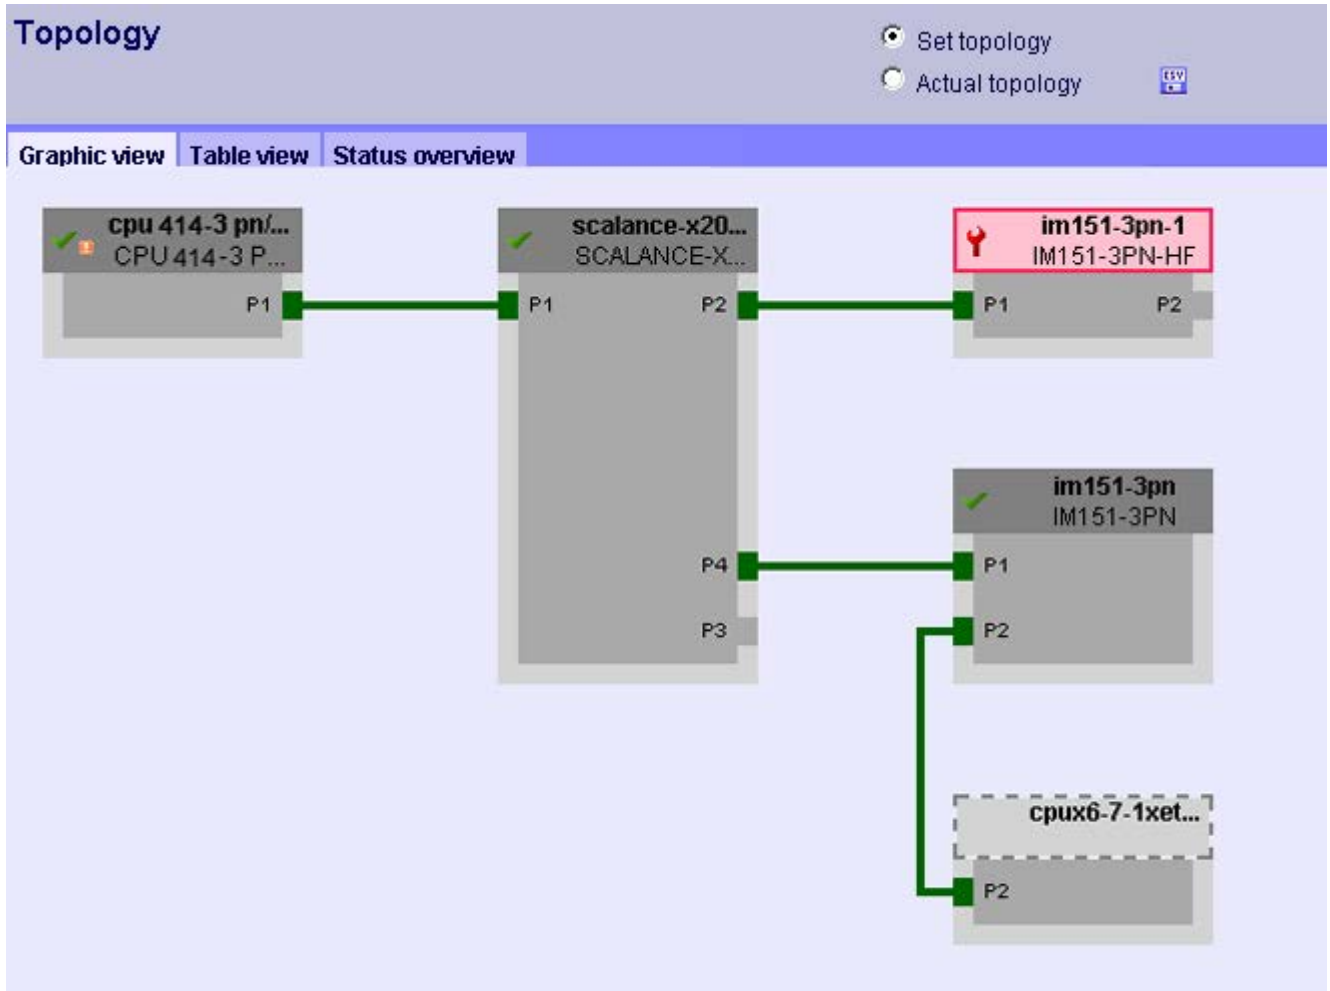 Topology
Set topology
Actual topology
CSV
Graphic view Table view Status overview
cpu 414-3 pn/...
CPU 414-3 P...
P1
scalance-x20...
SCALANCE-X...
P1 P2
P4
P3
im151-3pn-1
IM151-3PN-HF
P1 P2
im151-3pn
IM151-3PN
P1
P2
cpux6-7-1xet...
P2